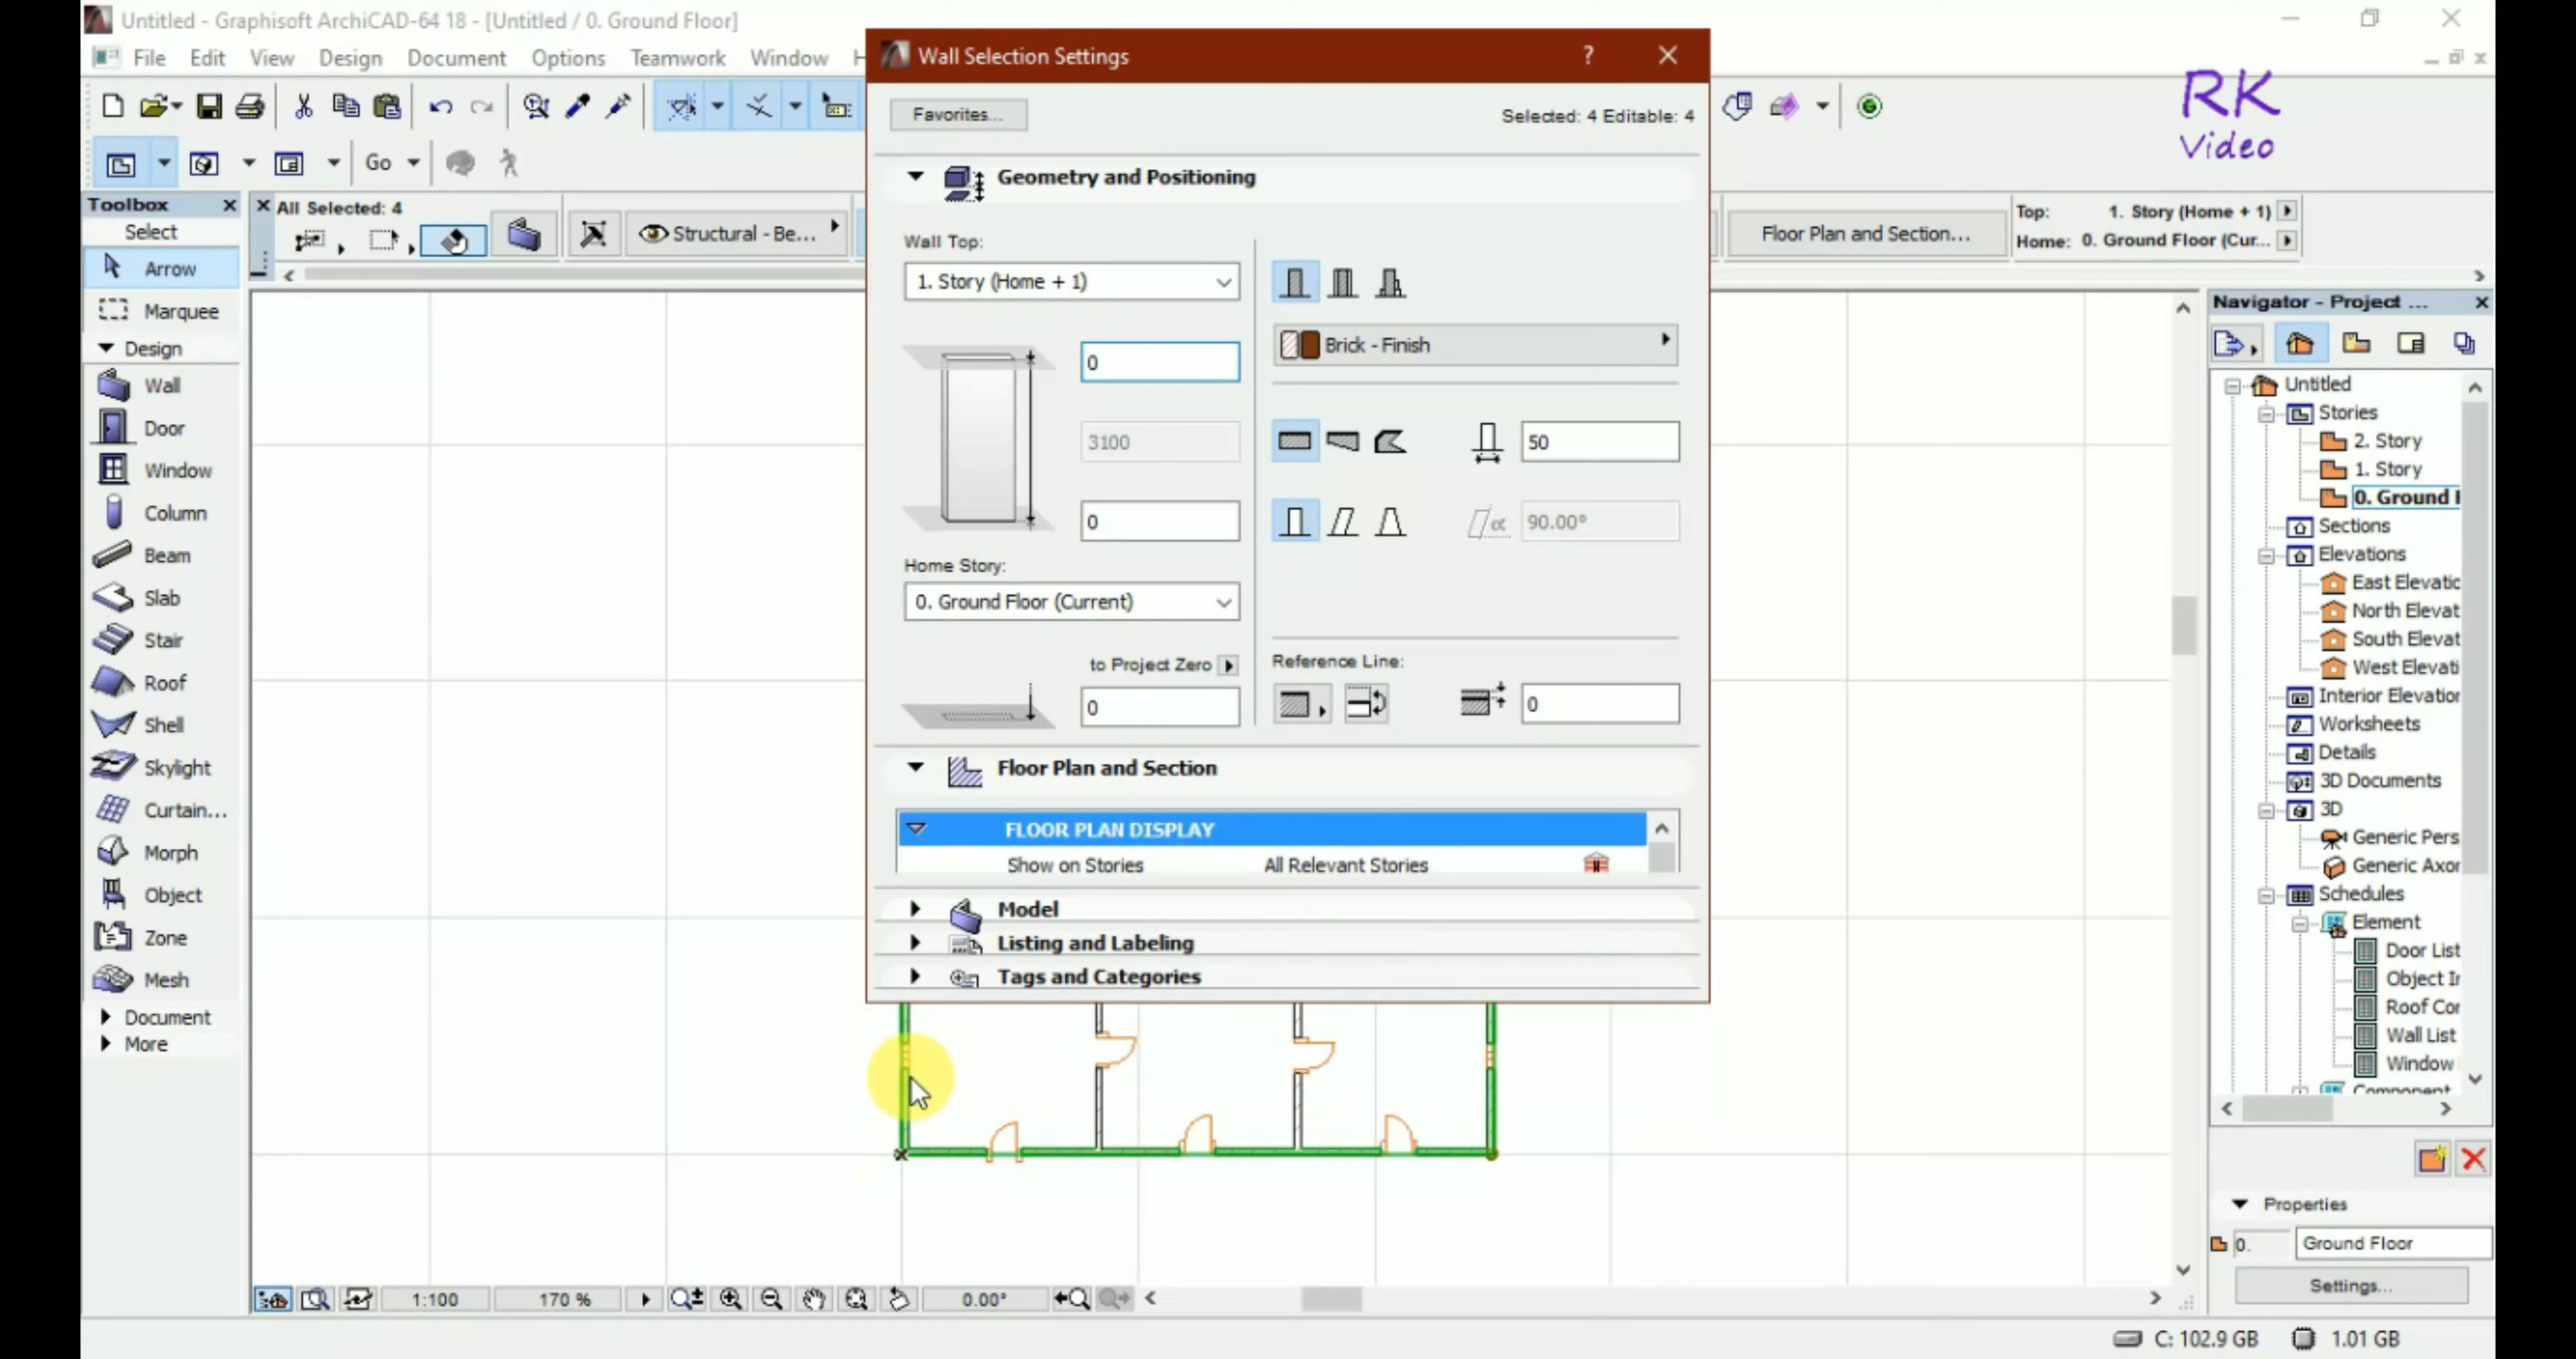 Untitled - Graphisoft ArchiCAD-64 18 - [Untitled / 0. Ground Floor]
File Edit View Design Document Options Teamwork Window H
RK
Video
Go
Toolbox
Select
Arrow
Marquee
Design
Wall
Door
Window
Column
Beam
Slab
Stair
Roof
Shell
Skylight
Curtain...
Morph
Object
Zone
Mesh
Document
More
All Selected: 4
Structural - Be...
Floor Plan and Section...
Top: 1. Story (Home + 1)
Home: 0. Ground Floor (Cur...
Wall Selection Settings
?
Favorites...
Selected: 4 Editable: 4
Geometry and Positioning
Wall Top:
1. Story (Home + 1)
0
3100
0
Home Story:
0. Ground Floor (Current)
to Project Zero
0
Brick - Finish
50
α
90.00°
Reference Line:
0
Floor Plan and Section
FLOOR PLAN DISPLAY
Show on Stories All Relevant Stories
Model
Listing and Labeling
Tags and Categories
Navigator - Project ...
Untitled
Stories
2. Story
1. Story
0. Ground F
Sections
Elevations
East Elevatic
North Elevat
South Elevat
West Elevati
Interior Elevation
Worksheets
Details
3D Documents
3D
Generic Pers
Generic Axor
Schedules
Element
Door List
Object Ir
Roof Cor
Wall List
Window
Component
Properties
0. Ground Floor
Settings...
1:100
170 %
0.00°
C: 102.9 GB
1.01 GB